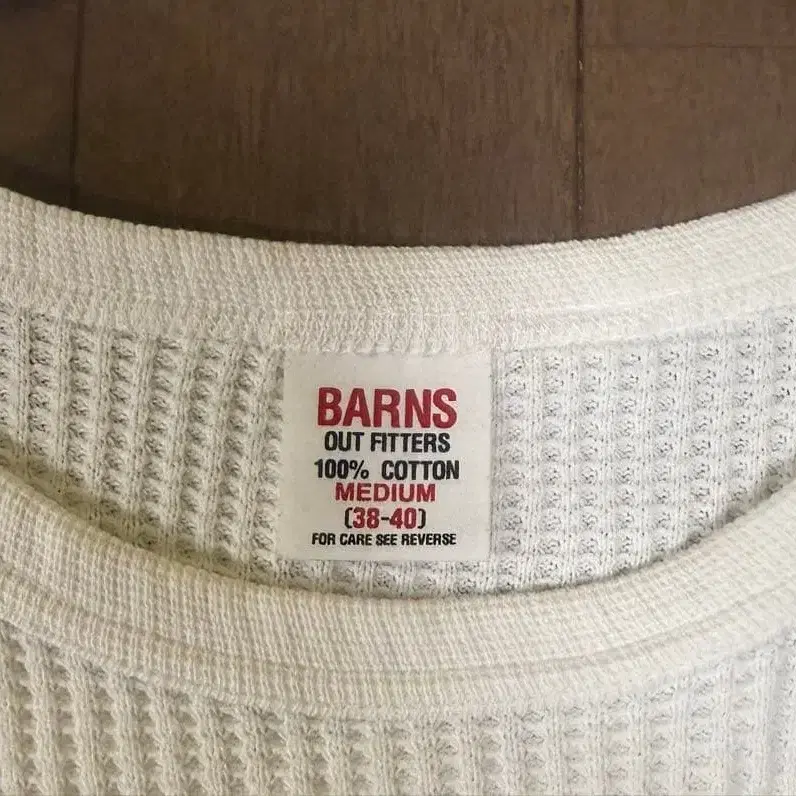 BARNS
OUT FITTERS
100% COTTON
MEDIUM
(38-40)
FOR CARE SEE REVERSE